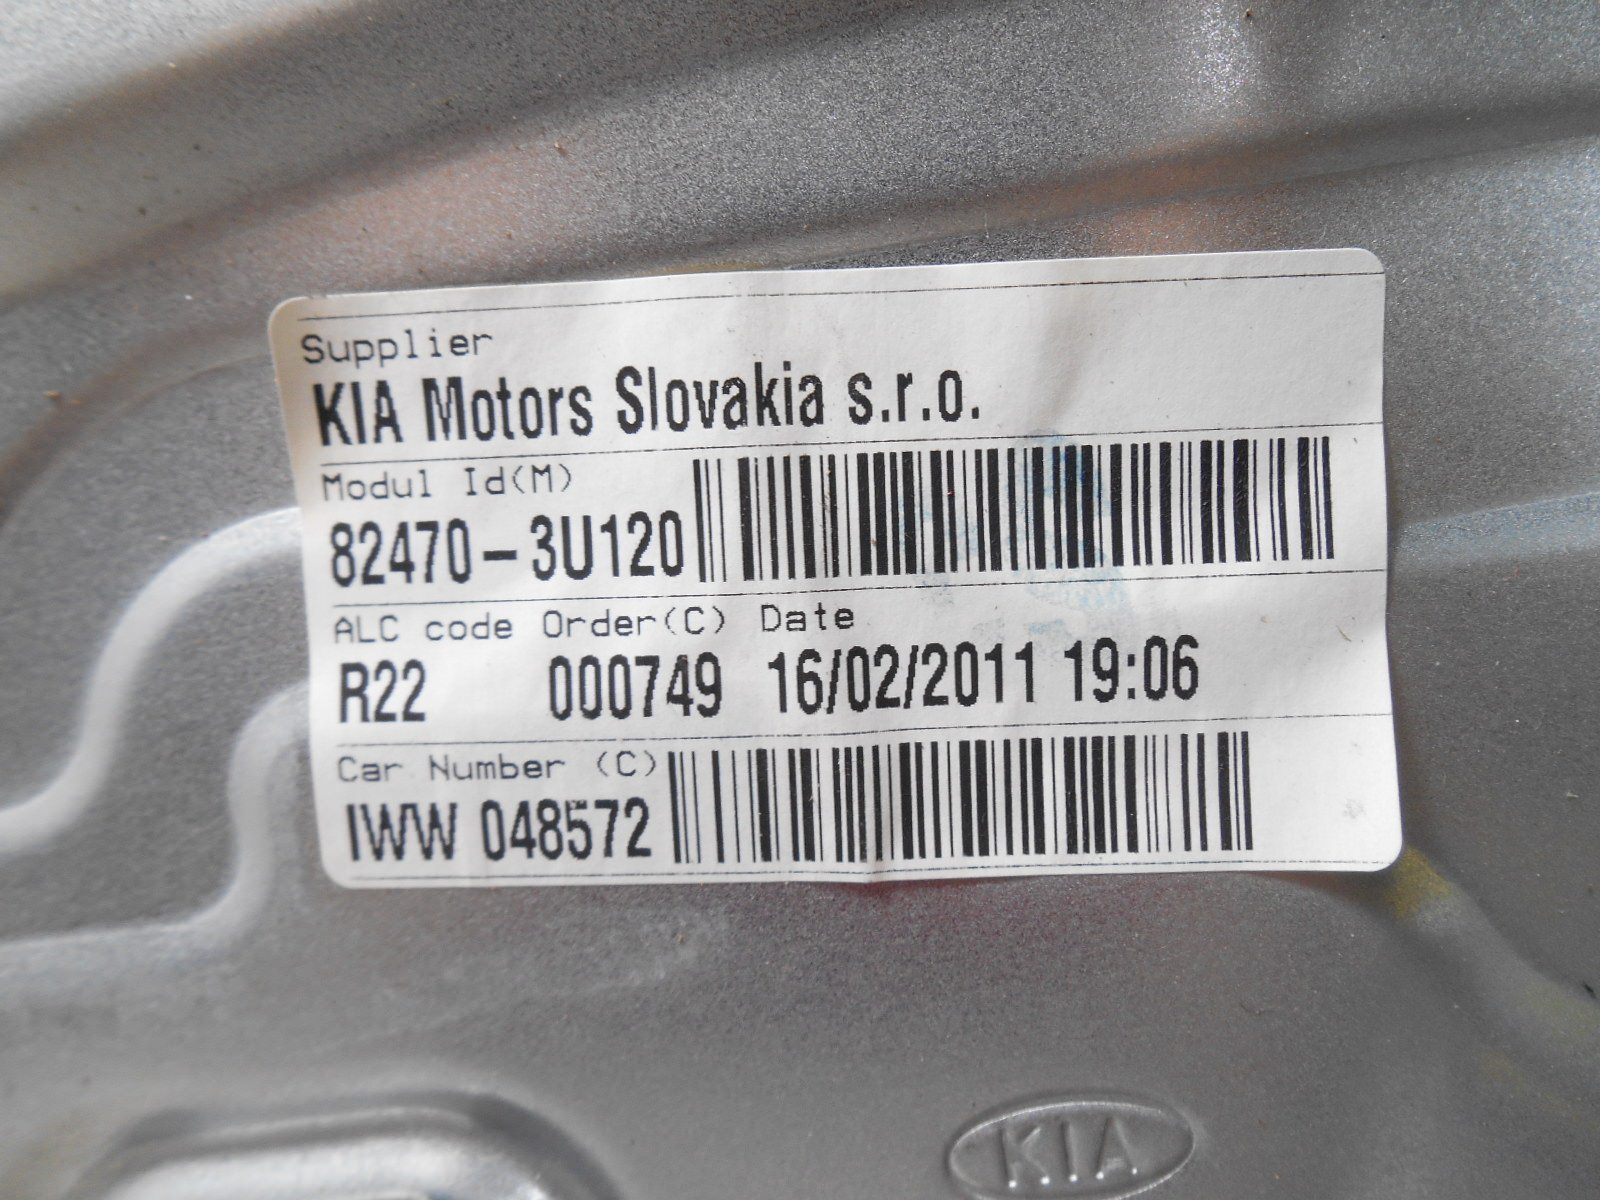 Supplier
KIA Motors Slovakia s.r.o.
Modul Id(M)
82470-3U120
ALC code Order(C) Date
R22 000749 16/02/2011 19:06
Car Number (C)
IWW 048572
KIA